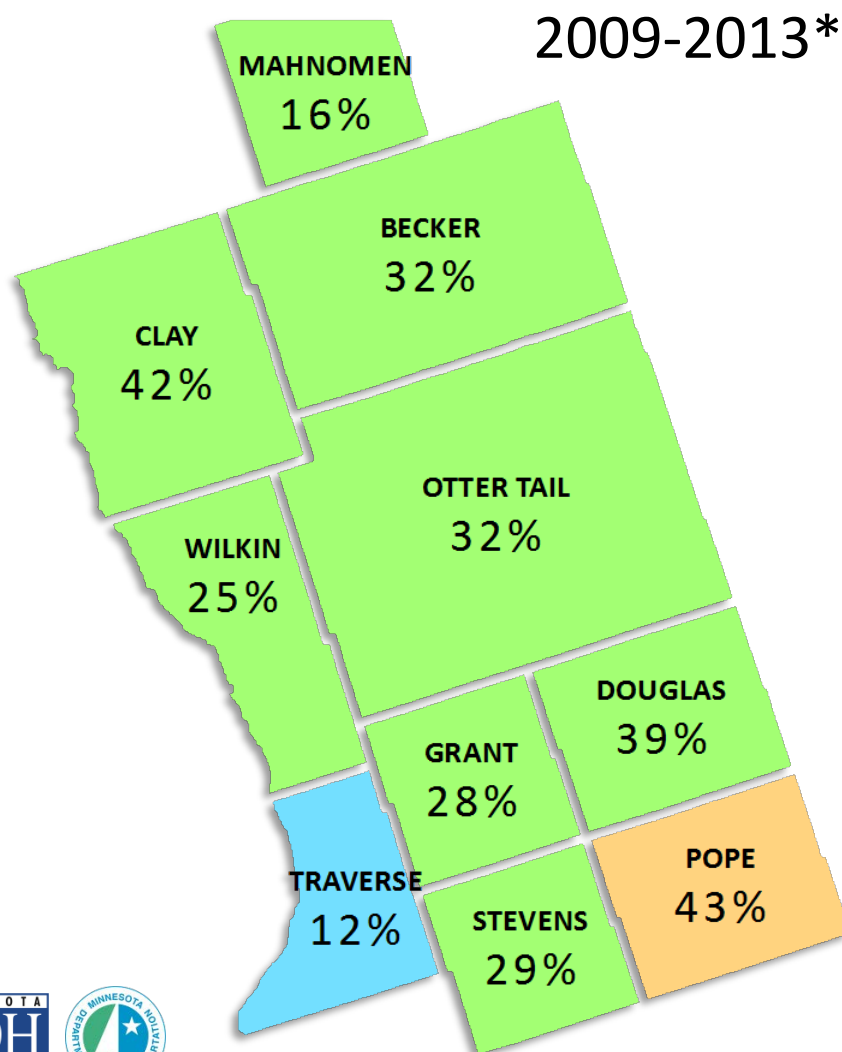 2009-2013*
MAHNOMEN
16%
BECKER
32%
CLAY
42%
OTTER TAIL
32%
WILKIN
25%
DOUGLAS
39%
GRANT
28%
POPE
43%
TRAVERSE
12%
STEVENS
29%
MINNESOTA